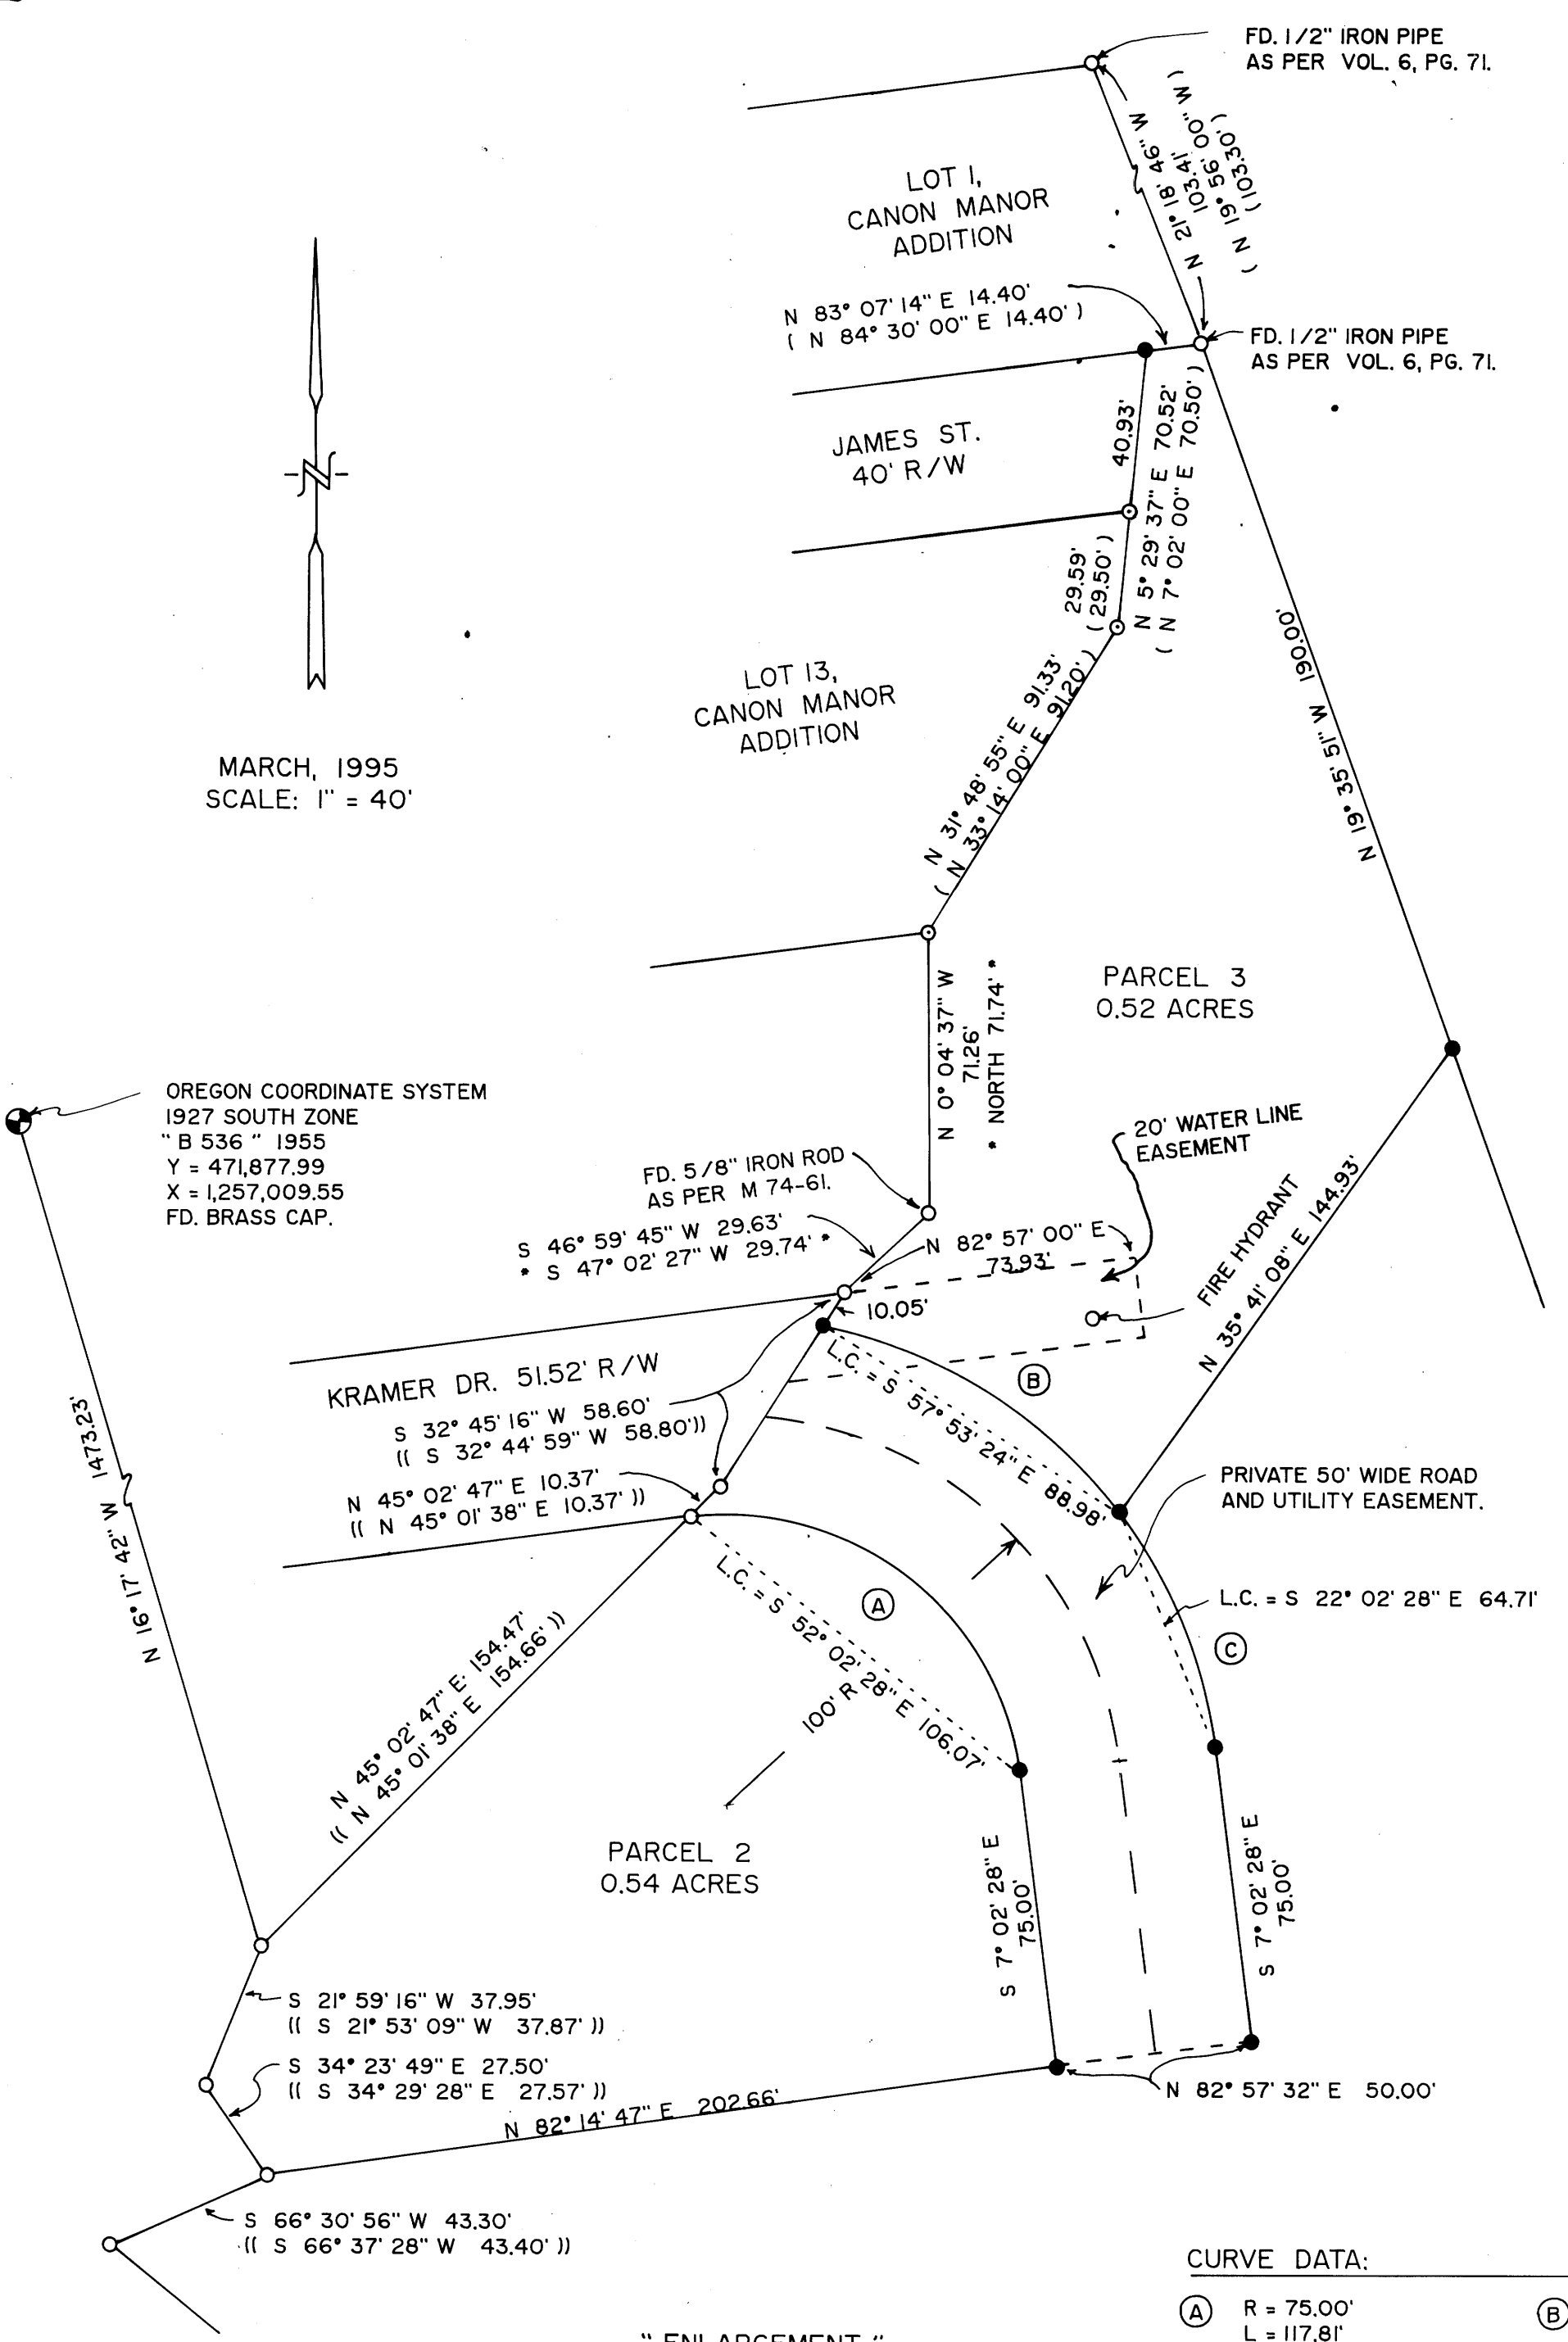 FD. 1/2" IRON PIPE
AS PER VOL. 6, PG. 71.
N 21° 18' 46" W
103.41'
( N 19° 56' 00" W )
( 103.30' )
LOT 1,
CANON MANOR
ADDITION
N 83° 07' 14" E 14.40'
( N 84° 30' 00" E 14.40' )
FD. 1/2" IRON PIPE
AS PER VOL. 6, PG. 71.
JAMES ST.
40' R/W
40.93'
N 5° 29' 37" E 70.52'
( N 7° 02' 00" E 70.50' )
29.59'
( 29.50' )
N
LOT 13,
CANON MANOR
ADDITION
N 31° 48' 55" E 91.33'
( N 33° 14' 00" E 91.20' )
N 19° 35' 51" W 190.00'
MARCH, 1995
SCALE: 1" = 40'
PARCEL 3
0.52 ACRES
N 0° 04' 37" W
71.26'
* NORTH 71.74' *
OREGON COORDINATE SYSTEM
1927 SOUTH ZONE
" B 536 " 1955
Y = 471,877.99
X = 1,257,009.55
FD. BRASS CAP.
20' WATER LINE
EASEMENT
FD. 5/8" IRON ROD
AS PER M 74-61.
S 46° 59' 45" W 29.63'
* S 47° 02' 27" W 29.74' *
N 82° 57' 00" E
73.93'
FIRE HYDRANT
N 35° 41' 08" E 144.93'
10.05'
KRAMER DR. 51.52' R/W
L.C. = S 57° 53' 24" E 88.98'
B
S 32° 45' 16" W 58.60'
(( S 32° 44' 59" W 58.80'))
N 45° 02' 47" E 10.37'
(( N 45° 01' 38" E 10.37' ))
N 16° 17' 42" W 1473.23'
PRIVATE 50' WIDE ROAD
AND UTILITY EASEMENT.
L.C. = S 52° 02' 28" E 106.07'
A
L.C. = S 22° 02' 28" E 64.71'
C
100' R
N 45° 02' 47" E 154.47'
(( N 45° 01' 38" E 154.66' ))
PARCEL 2
0.54 ACRES
S 7° 02' 28" E
75.00'
S 7° 02' 28" E
75.00'
S 21° 59' 16" W 37.95'
(( S 21° 53' 09" W 37.87' ))
S 34° 23' 49" E 27.50'
(( S 34° 29' 28" E 27.57' ))
N 82° 14' 47" E 202.66'
N 82° 57' 32" E 50.00'
S 66° 30' 56" W 43.30'
(( S 66° 37' 28" W 43.40' ))
CURVE DATA:
A R = 75.00' B
L = 117.81'
" ENLARGEMENT "